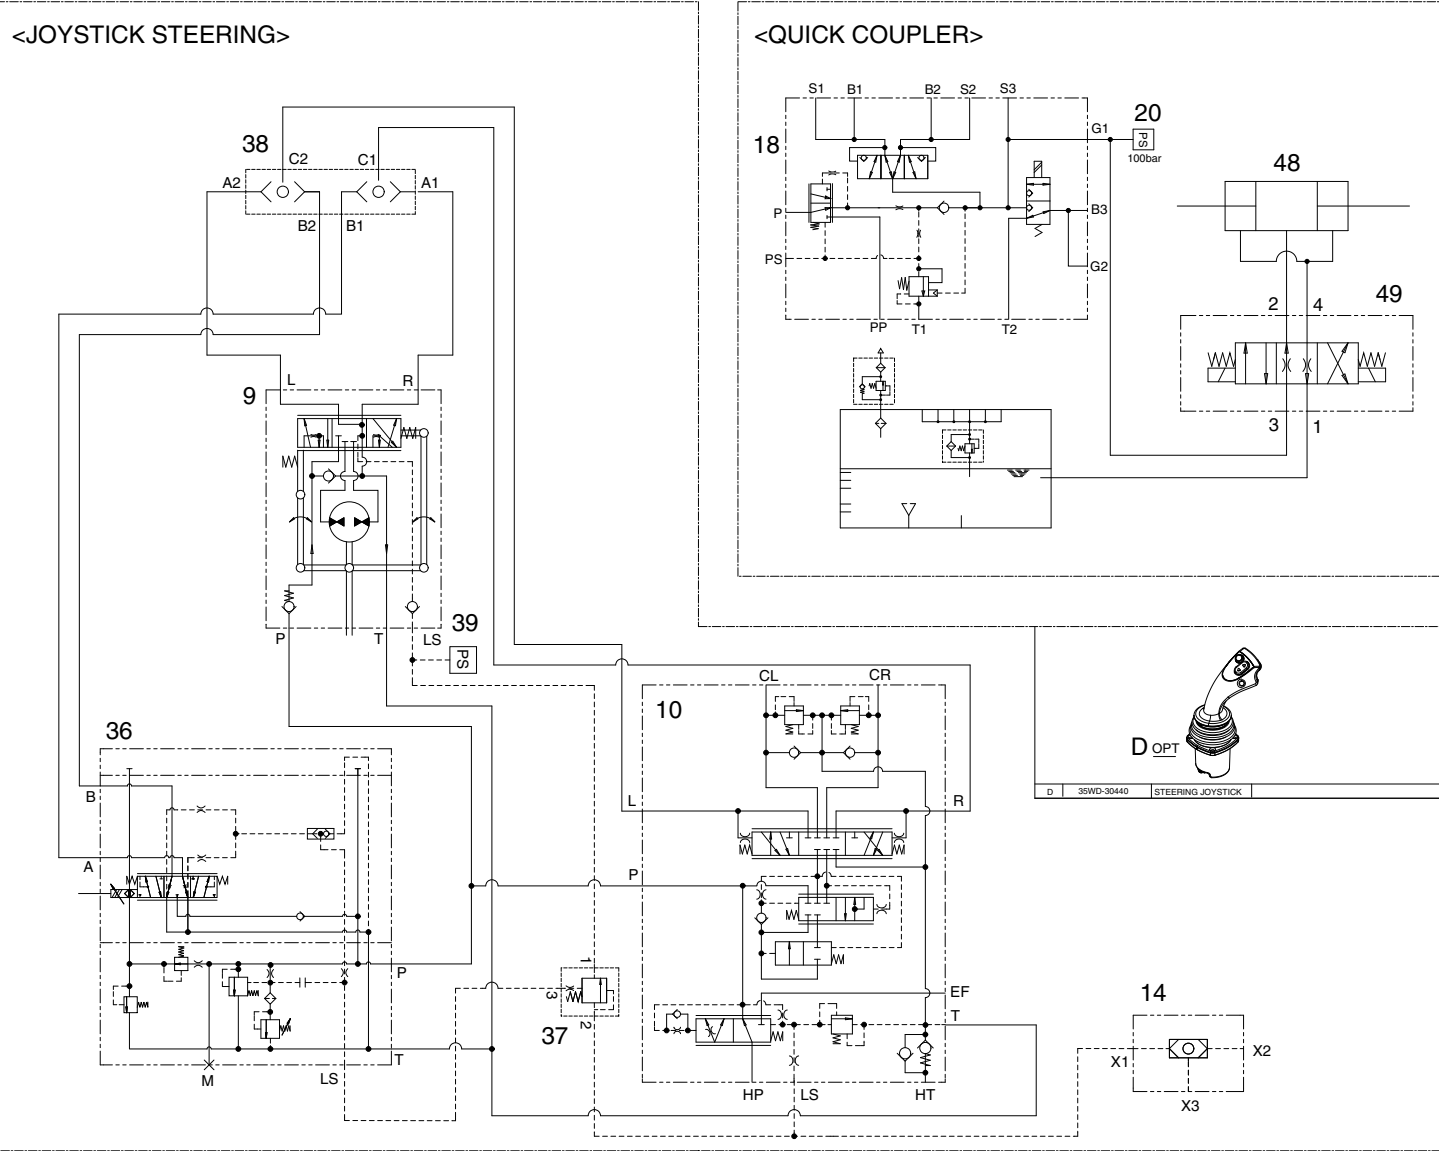 <JOYSTICK STEERING>
<QUICK COUPLER>
38
C2
C1
A2
A1
B2
B1
S1
B1
B2
S2
S3
18
G1
20
PS
100bar
P
B3
PS
G2
PP
T1
T2
48
2
4
49
3
1
9
L
R
P
T
LS
39
PS
36
B
A
P
T
M
LS
1
3
2
37
10
CL
CR
L
R
P
EF
T
HP
LS
HT
D OPT
D 35WD-30440 STEERING JOYSTICK
14
X1
X2
X3